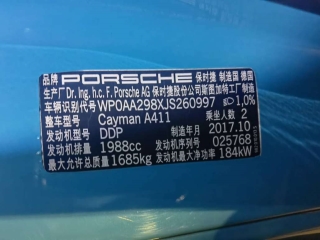 品牌 PORSCHE 保时捷 制造国 德国
生产厂 Dr. Ing. h.c. F. Porsche AG 保时捷股份公司斯图加特工厂 德国
车辆识别代号 WP0AA298XJS260997 1,0%
整车型号 Cayman A411 乘坐人数 2
发动机型号 DDP 制造年月 2017.10
发动机排量 1988cc 发动机号 025768
最大允许总质量 1685kg 发动机最大净功率 184kW